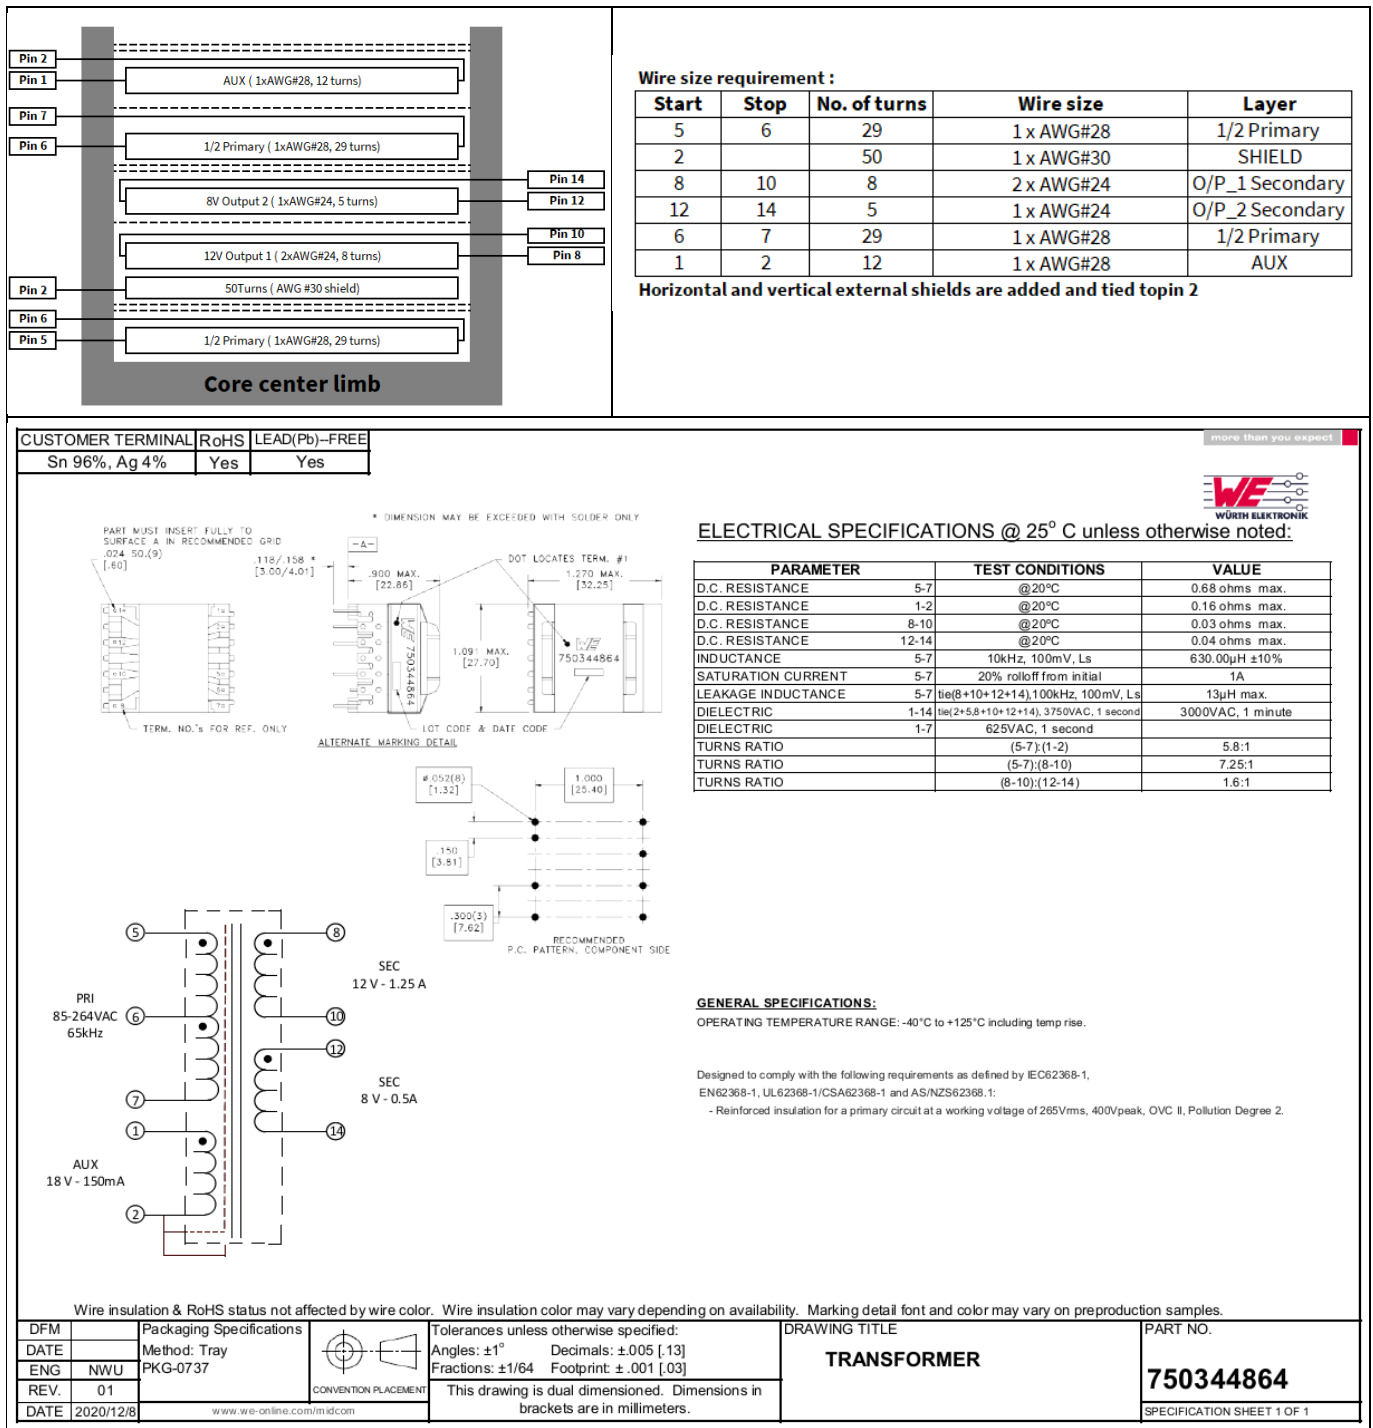 Pin 2
Pin 1
AUX ( 1xAWG#28, 12 turns)
Pin 7
Pin 6
1/2 Primary ( 1xAWG#28, 29 turns)
Pin 14
Pin 12
8V Output 2 ( 1xAWG#24, 5 turns)
Pin 10
Pin 8
12V Output 1 ( 2xAWG#24, 8 turns)
Pin 2
50Turns ( AWG #30 shield)
Pin 6
Pin 5
1/2 Primary ( 1xAWG#28, 29 turns)
Core center limb
Wire size requirement :
Start Stop No. of turns Wire size Layer
5 6 29 1 x AWG#28 1/2 Primary
2 50 1 x AWG#30 SHIELD
8 10 8 2 x AWG#24 O/P_1 Secondary
12 14 5 1 x AWG#24 O/P_2 Secondary
6 7 29 1 x AWG#28 1/2 Primary
1 2 12 1 x AWG#28 AUX
Horizontal and vertical external shields are added and tied topin 2
CUSTOMER TERMINAL RoHS LEAD(Pb)--FREE
Sn 96%, Ag 4% Yes Yes
more than you expect
WE
WÜRTH ELEKTRONIK
* DIMENSION MAY BE EXCEEDED WITH SOLDER ONLY
PART MUST INSERT FULLY TO
SURFACE A IN RECOMMENDED GRID
.024 SQ.(9)
[.60]
.118/.158 *
[3.00/4.01]
-A-
.900 MAX.
[22.86]
DOT LOCATES TERM. #1
1.270 MAX.
[32.25]
1.091 MAX.
[27.70]
WE 750344864
WE
750344864
TERM. NO.'s FOR REF. ONLY
LOT CODE & DATE CODE
ALTERNATE MARKING DETAIL
ø.052(8)
[1.32]
1.000
[25.40]
.150
[3.81]
.300(3)
[7.62]
RECOMMENDED
P.C. PATTERN, COMPONENT SIDE
ELECTRICAL SPECIFICATIONS @ 25° C unless otherwise noted:
PARAMETER TEST CONDITIONS VALUE
D.C. RESISTANCE 5-7 @20ºC 0.68 ohms max.
D.C. RESISTANCE 1-2 @20ºC 0.16 ohms max.
D.C. RESISTANCE 8-10 @20ºC 0.03 ohms max.
D.C. RESISTANCE 12-14 @20ºC 0.04 ohms max.
INDUCTANCE 5-7 10kHz, 100mV, Ls 630.00µH ±10%
SATURATION CURRENT 5-7 20% rolloff from initial 1A
LEAKAGE INDUCTANCE 5-7 tie(8+10+12+14),100kHz, 100mV, Ls 13µH max.
DIELECTRIC 1-14 tie(2+5,8+10+12+14), 3750VAC, 1 second 3000VAC, 1 minute
DIELECTRIC 1-7 625VAC, 1 second
TURNS RATIO (5-7):(1-2) 5.8:1
TURNS RATIO (5-7):(8-10) 7.25:1
TURNS RATIO (8-10):(12-14) 1.6:1
5
8
SEC
12 V - 1.25 A
PRI
85-264VAC
65kHz
6
10
12
SEC
8 V - 0.5A
7
1
14
AUX
18 V - 150mA
2
GENERAL SPECIFICATIONS:
OPERATING TEMPERATURE RANGE: -40°C to +125°C including temp rise.
Designed to comply with the following requirements as defined by IEC62368-1,
EN62368-1, UL62368-1/CSA62368-1 and AS/NZS62368.1:
- Reinforced insulation for a primary circuit at a working voltage of 265Vrms, 400Vpeak, OVC II, Pollution Degree 2.
Wire insulation & RoHS status not affected by wire color. Wire insulation color may vary depending on availability. Marking detail font and color may vary on preproduction samples.
DFM
DATE
ENG NWU
REV. 01
DATE 2020/12/8
Packaging Specifications
Method: Tray
PKG-0737
www.we-online.com/midcom
CONVENTION PLACEMENT
Tolerances unless otherwise specified:
Angles: ±1° Decimals: ±.005 [.13]
Fractions: ±1/64 Footprint: ± .001 [.03]
This drawing is dual dimensioned. Dimensions in
brackets are in millimeters.
DRAWING TITLE
TRANSFORMER
PART NO.
750344864
SPECIFICATION SHEET 1 OF 1